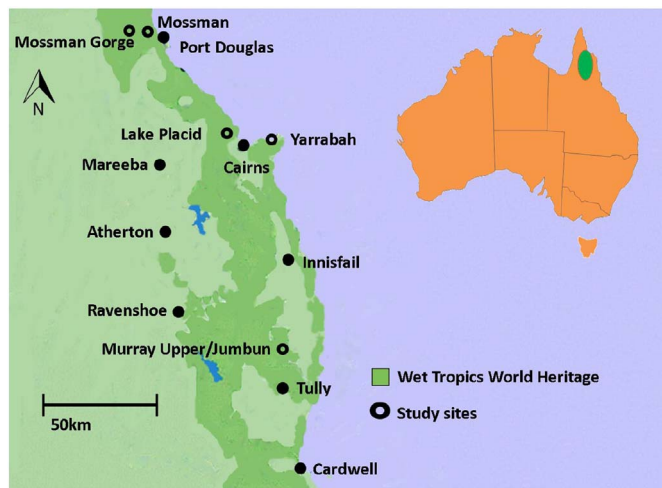 Mossman
Mossman Gorge
Port Douglas
N
Lake Placid
Yarrabah
Cairns
Mareeba
Atherton
Innisfail
Ravenshoe
Murray Upper/Jumbun
Wet Tropics World Heritage
Tully
Study sites
50km
Cardwell